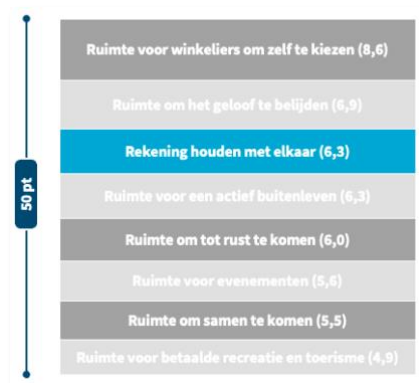 50 pt
Ruimte voor winkeliers om zelf te kiezen (8,6)
Ruimte om het geloof te belijden (6,9)
Rekening houden met elkaar (6,3)
Ruimte voor een actief buitenleven (6,3)
Ruimte om tot rust te komen (6,0)
Ruimte voor evenementen (5,6)
Ruimte om samen te komen (5,5)
Ruimte voor betaalde recreatie en toerisme (4,9)